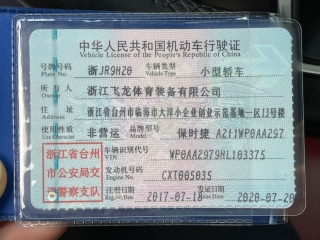 中华人民共和国机动车行驶证
Vehicle License of the People's Republic of China
号牌号码 浙JR9H20 车辆类型 小型轿车
Plate No. Vehicle Type
所有人 浙江飞龙体育装备有限公司
Owner
住址 浙江省台州市临海市大洋小企业创业示范基地一区13号楼
Address
使用性质 非营运 品牌型号 保时捷 A211WP0AA297
Use Character Model
浙江省台州市公安局交通警察支队
车辆识别代号 WP0AA2979HL103375
VIN
发动机号码 CXT005035
Engine No.
注册日期 2017-07-18 发证日期 2020-07-20
Register Date Issue Date